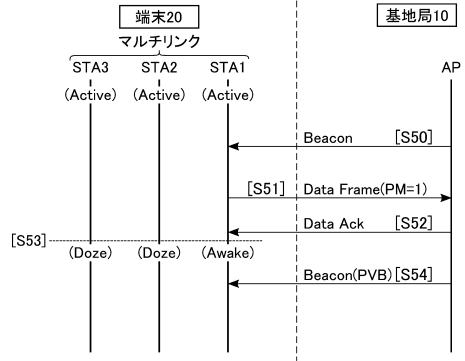 端末20
基地局10
マルチリンク
STA3 STA2 STA1 AP
(Active) (Active) (Active)
Beacon [S50]
[S51] Data Frame(PM=1)
Data Ack [S52]
[S53]
(Doze) (Doze) (Awake)
Beacon(PVB) [S54]